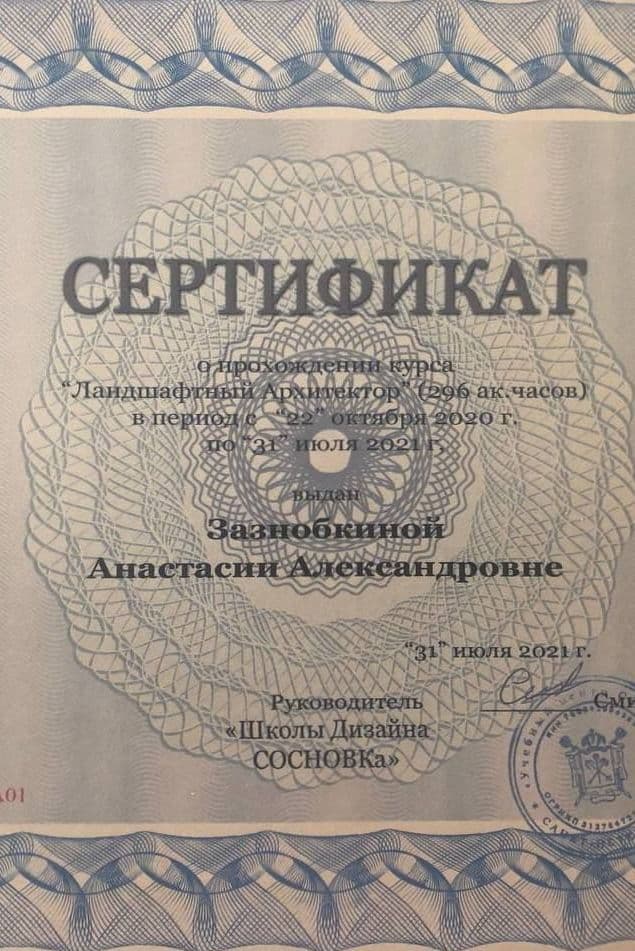 СЕРТИФИКАТ
о прохождении курса
“Ландшафтный Архитектор” (296 ак.часов)
в период с “22” октября 2020 г.
по “31” июля 2021 г,
выдан
Зазнобкиной
Анастасии Александровне
“31” июля 2021 г.
Руководитель
«Школы Дизайна
СОСНОВКа»